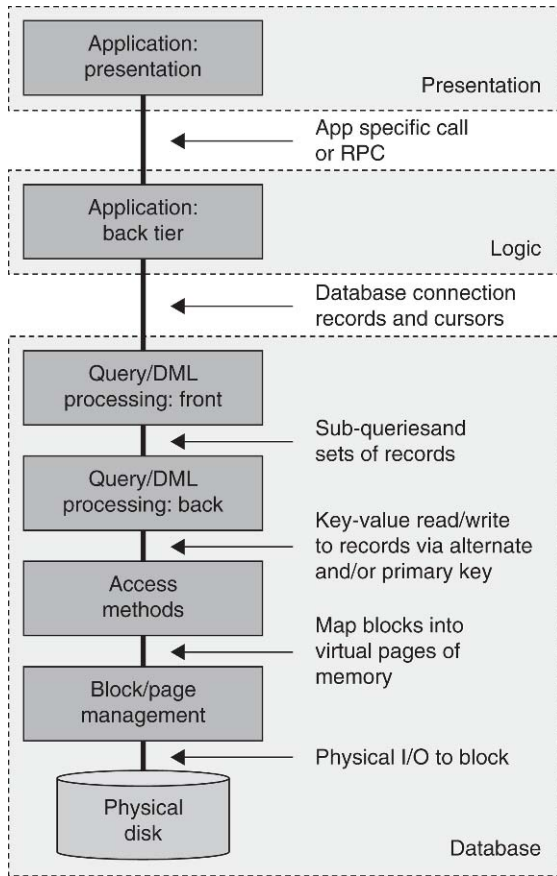 Application:
presentation
Presentation
App specific call
or RPC
Application:
back tier
Logic
Database connection
records and cursors
Query/DML
processing: front
Sub-queriesand
sets of records
Query/DML
processing: back
Key-value read/write
to records via alternate
and/or primary key
Access
methods
Map blocks into
virtual pages of
memory
Block/page
management
Physical I/O to block
Physical
disk
Database